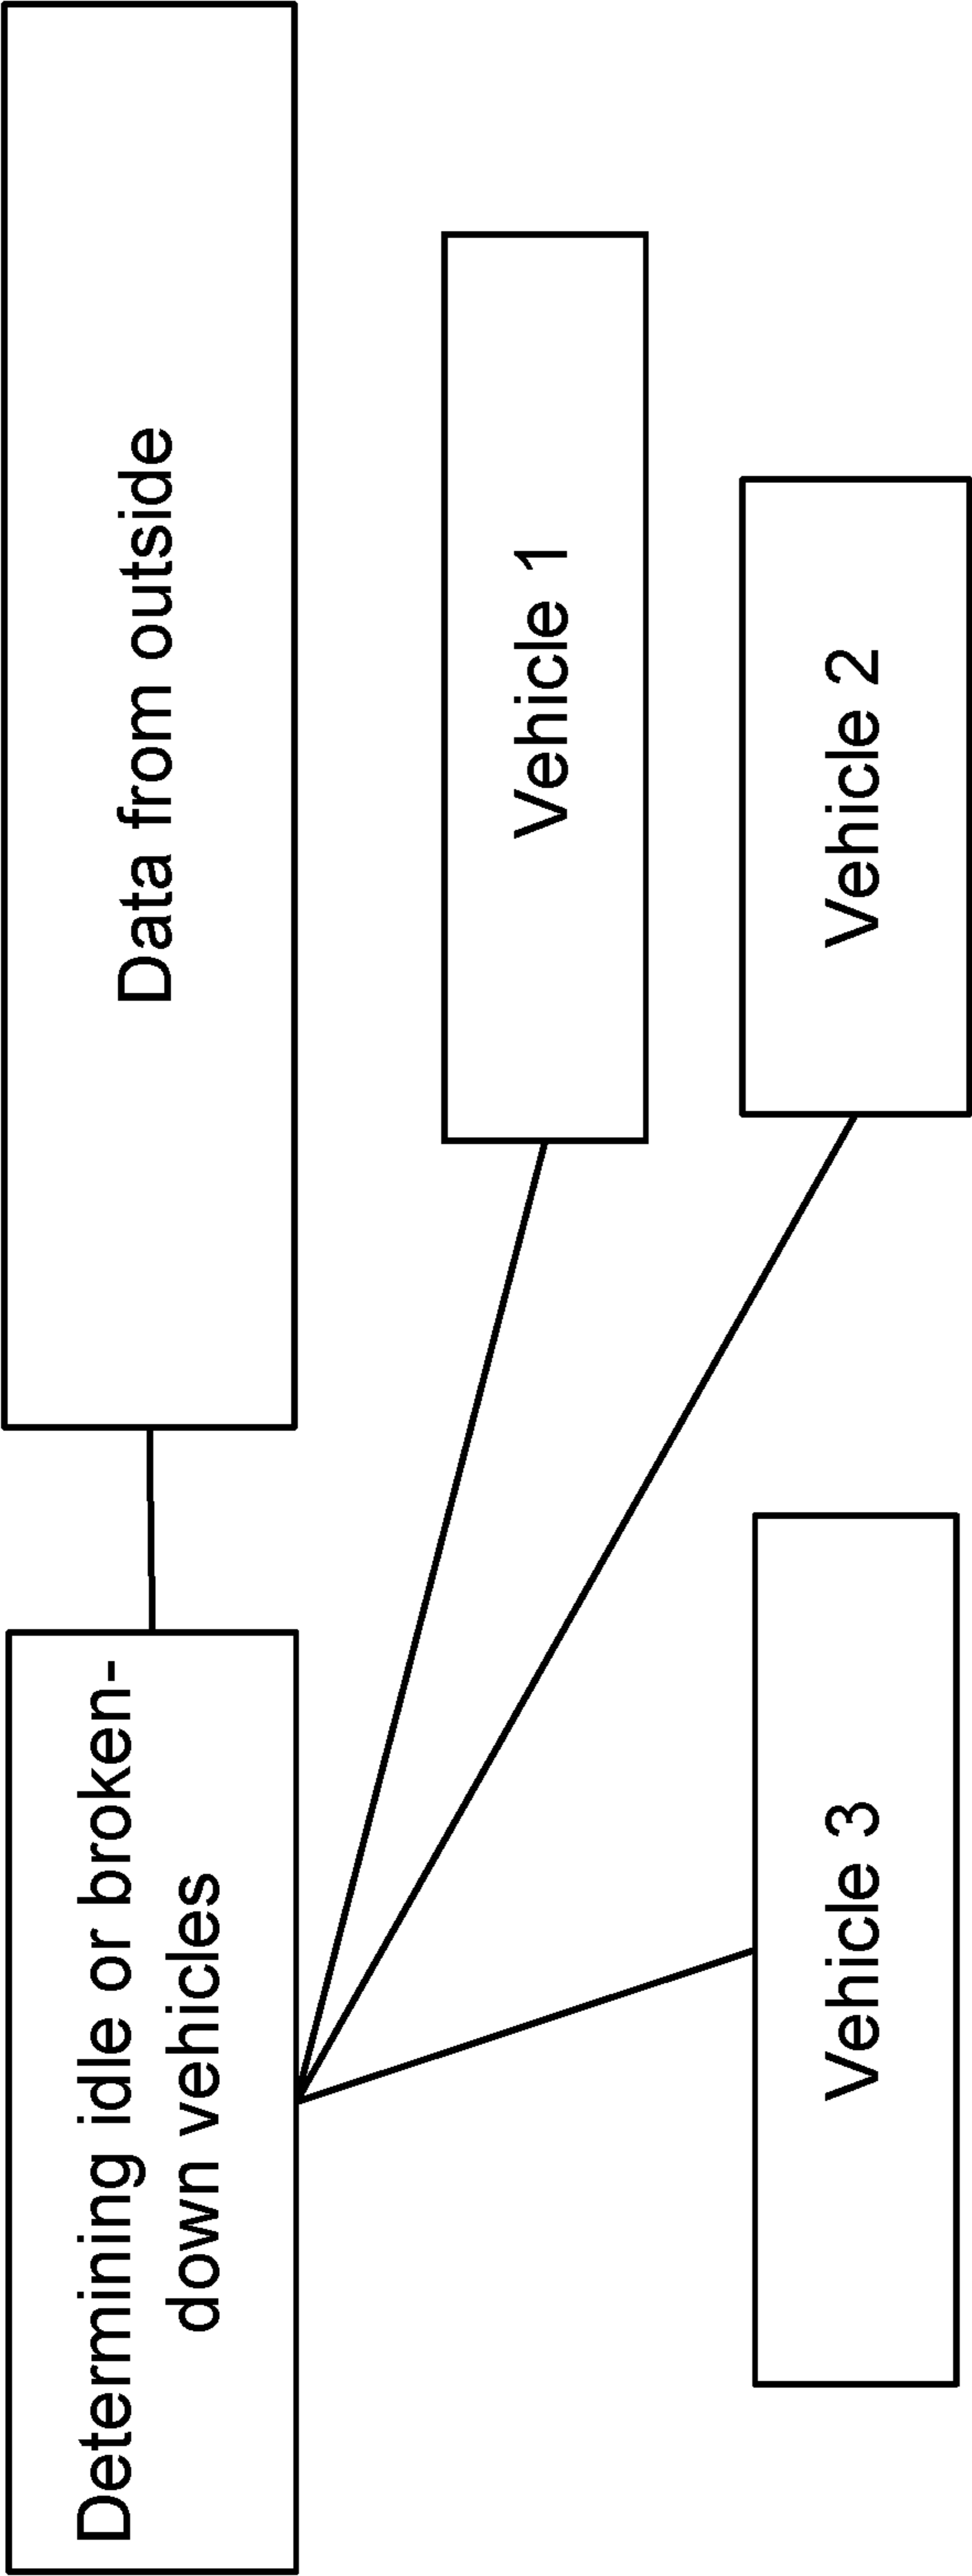 Determining idle or broken-
down vehicles
Data from outside
Vehicle 1
Vehicle 2
Vehicle 3